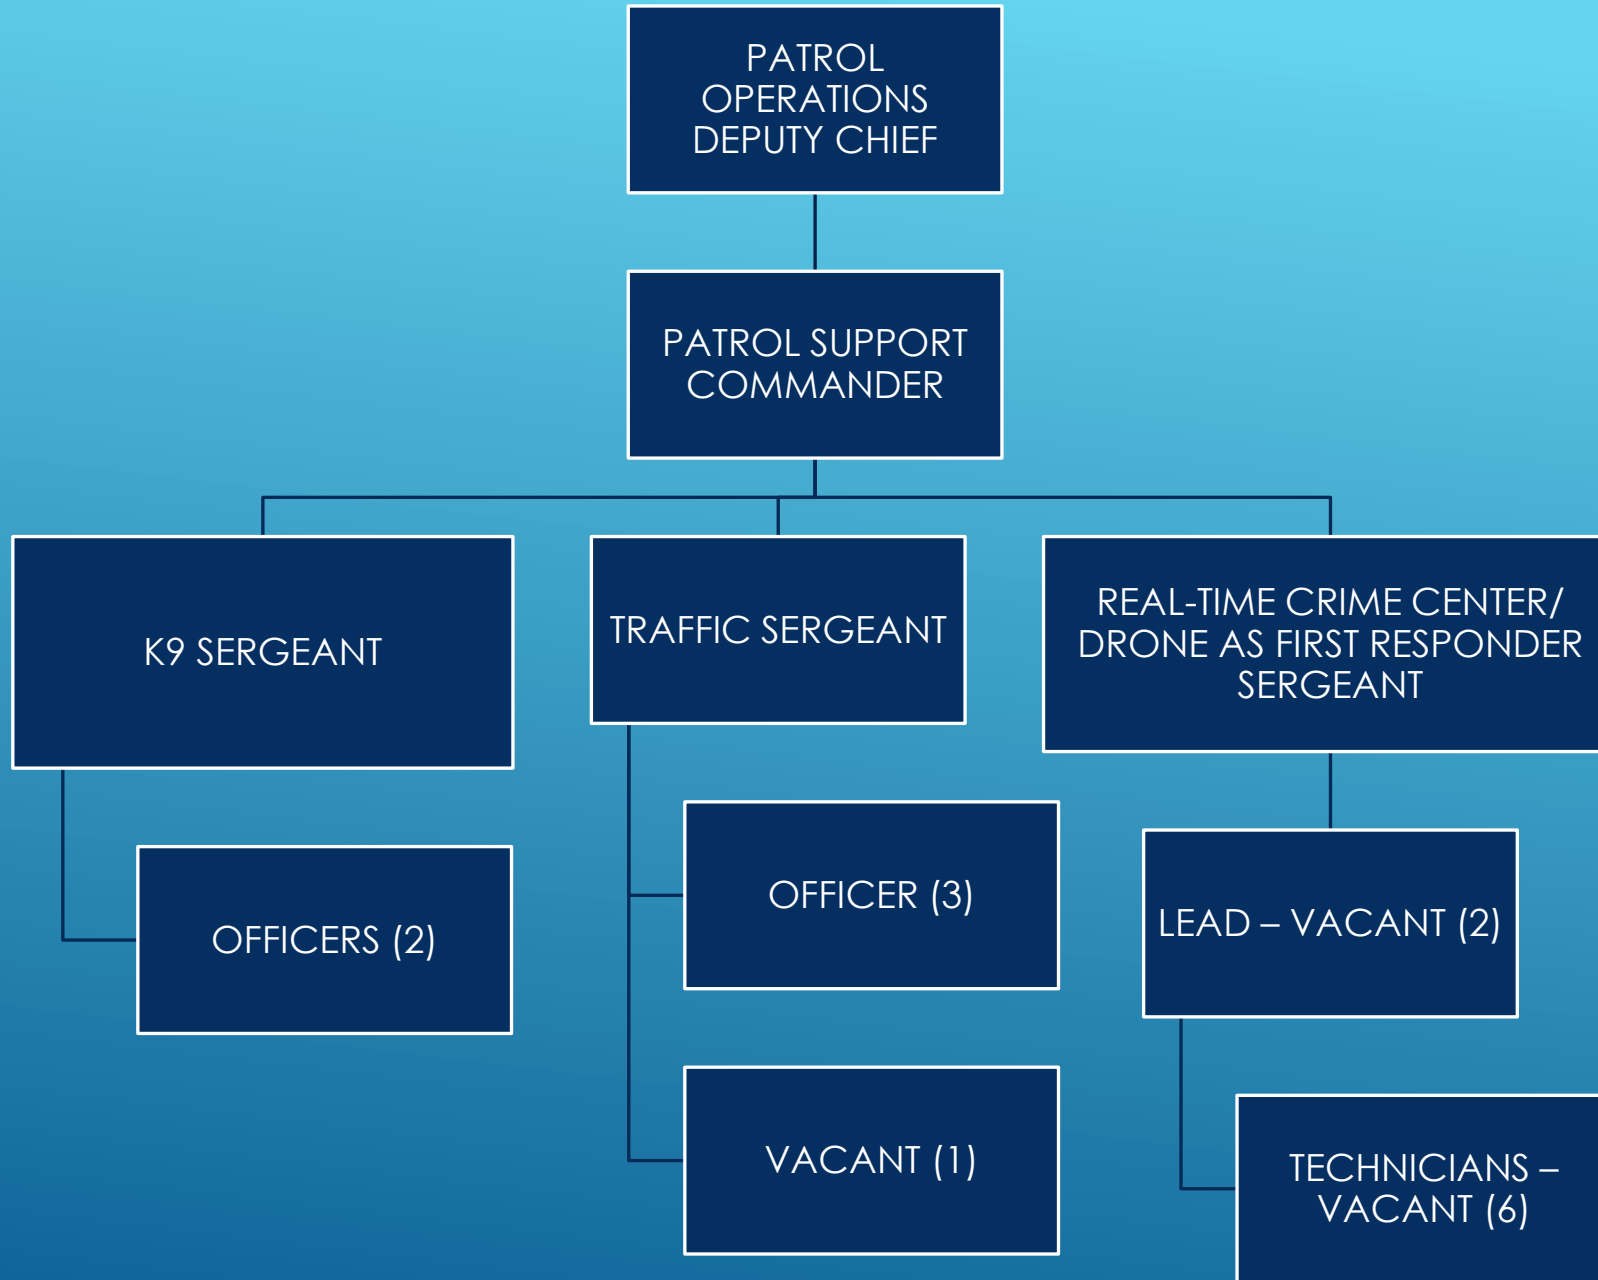 PATROL
OPERATIONS
DEPUTY CHIEF
PATROL SUPPORT
COMMANDER
K9 SERGEANT
TRAFFIC SERGEANT
REAL-TIME CRIME CENTER/
DRONE AS FIRST RESPONDER
SERGEANT
OFFICERS (2)
OFFICER (3)
VACANT (1)
LEAD – VACANT (2)
TECHNICIANS –
VACANT (6)